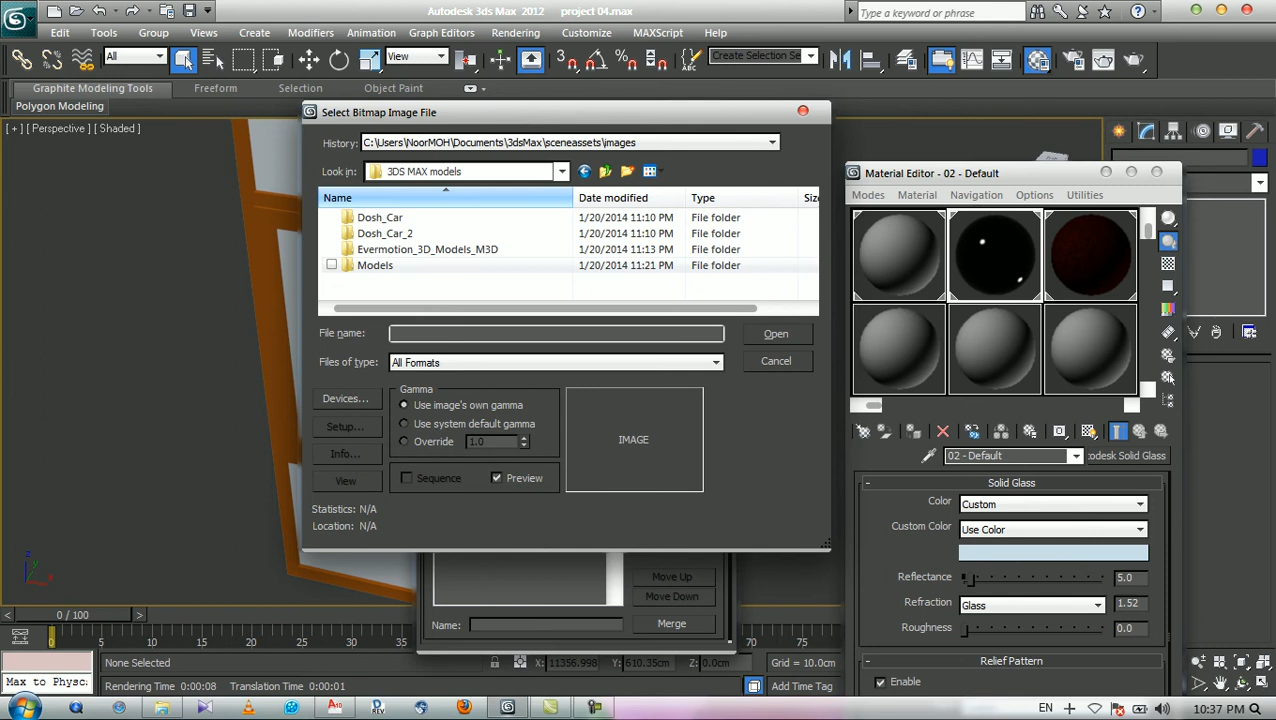 Autodesk 3ds Max 2012 project 04.max
Type a keyword or phrase
Edit Tools Group Views Create Modifiers Animation Graph Editors Rendering Customize MAXScript Help
All View Create Selection Se
Graphite Modeling Tools Freeform Selection Object Paint
Polygon Modeling
[ + ] [ Perspective ] [ Shaded ]
Select Bitmap Image File
History: C:\Users\NoorMOH\Documents\3dsMax\sceneassets\images
Look in: 3DS MAX models
Name Date modified Type Size
Dosh_Car 1/20/2014 11:10 PM File folder
Dosh_Car_2 1/20/2014 11:10 PM File folder
Evermotion_3D_Models_M3D 1/20/2014 11:13 PM File folder
Models 1/20/2014 11:21 PM File folder
File name: Open
Files of type: All Formats Cancel
Devices...
Setup...
Info...
View
Gamma
Use image's own gamma
Use system default gamma
Override 1.0
Sequence Preview
IMAGE
Statistics: N/A
Location: N/A
Move Up
Move Down
Name: Merge
Material Editor - 02 - Default
Modes Material Navigation Options Utilities
02 - Default odesk Solid Glass
- Solid Glass
Color Custom
Custom Color Use Color
Reflectance 5.0
Refraction Glass 1.52
Roughness 0.0
- Relief Pattern
Enable
z
x
< 0 / 100 >
0 5 10 15 20 25 30 35 70 75 80
None Selected X: 11356.998 Y: 610.35cm Z: 0.0cm Grid = 10.0cm
Max to Physc. Rendering Time 0:00:08 Translation Time 0:00:01 Add Time Tag
EN 10:37 PM